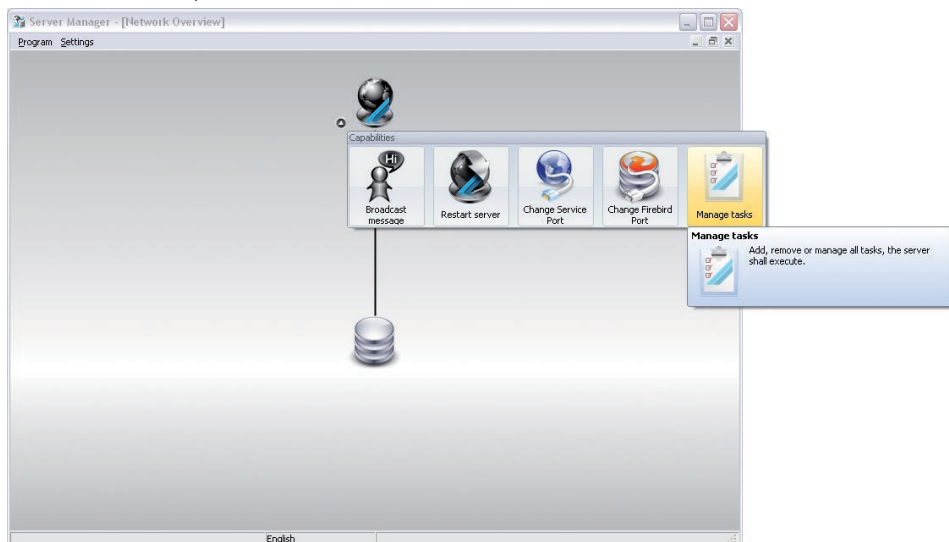 Server Manager - [Network Overview]
Program Settings
Capabilities
Hi
Broadcast
message
Restart server
Change Service
Port
Change Firebird
Port
Manage tasks
Manage tasks
Add, remove or manage all tasks, the server
shall execute.
English